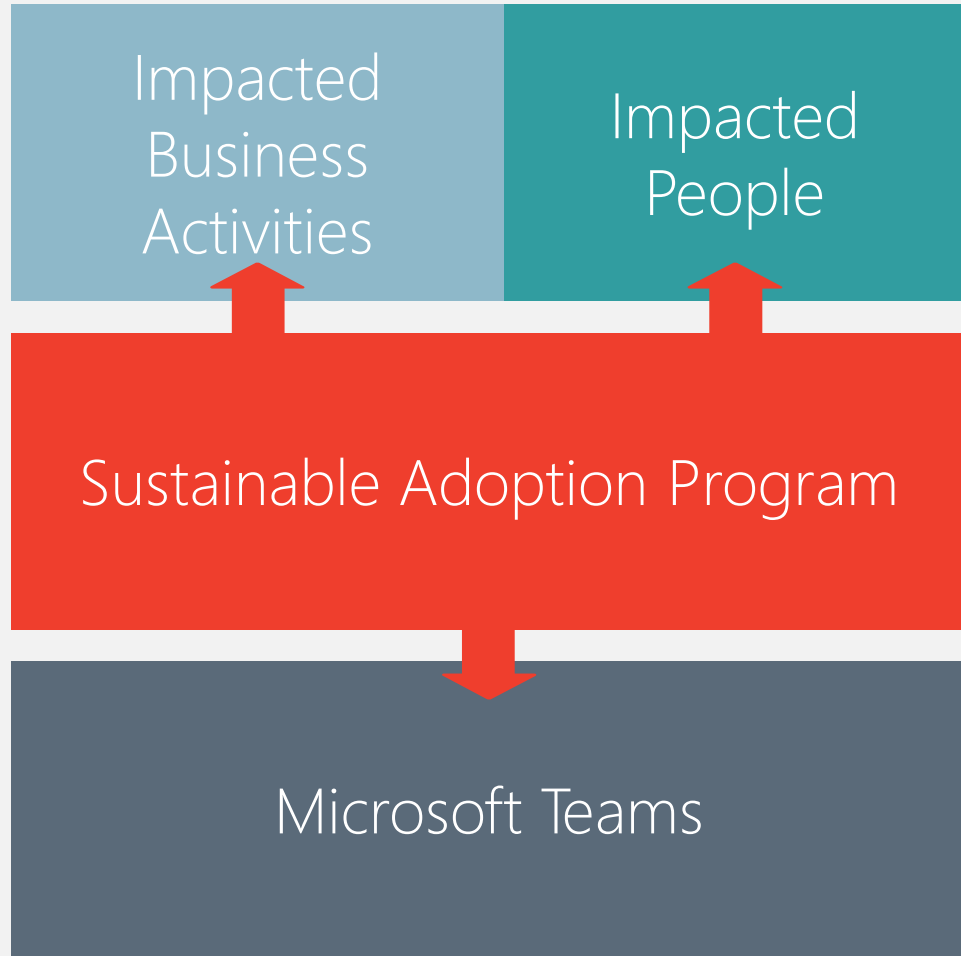 Impacted
Business
Activities
Impacted
People
Sustainable Adoption Program
Microsoft Teams